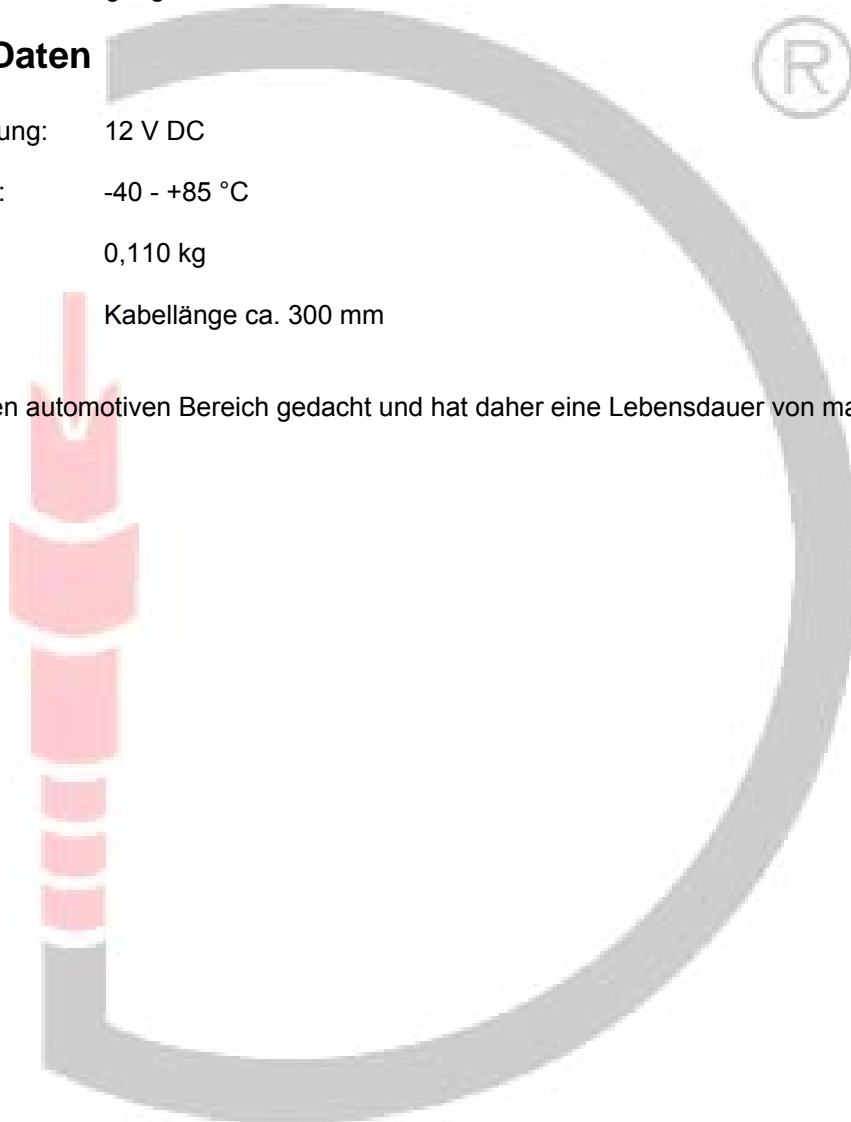 Daten
ung: 12 V DC
: -40 - +85 °C
0,110 kg
Kabellänge ca. 300 mm
en automotiven Bereich gedacht und hat daher eine Lebensdauer von ma
R